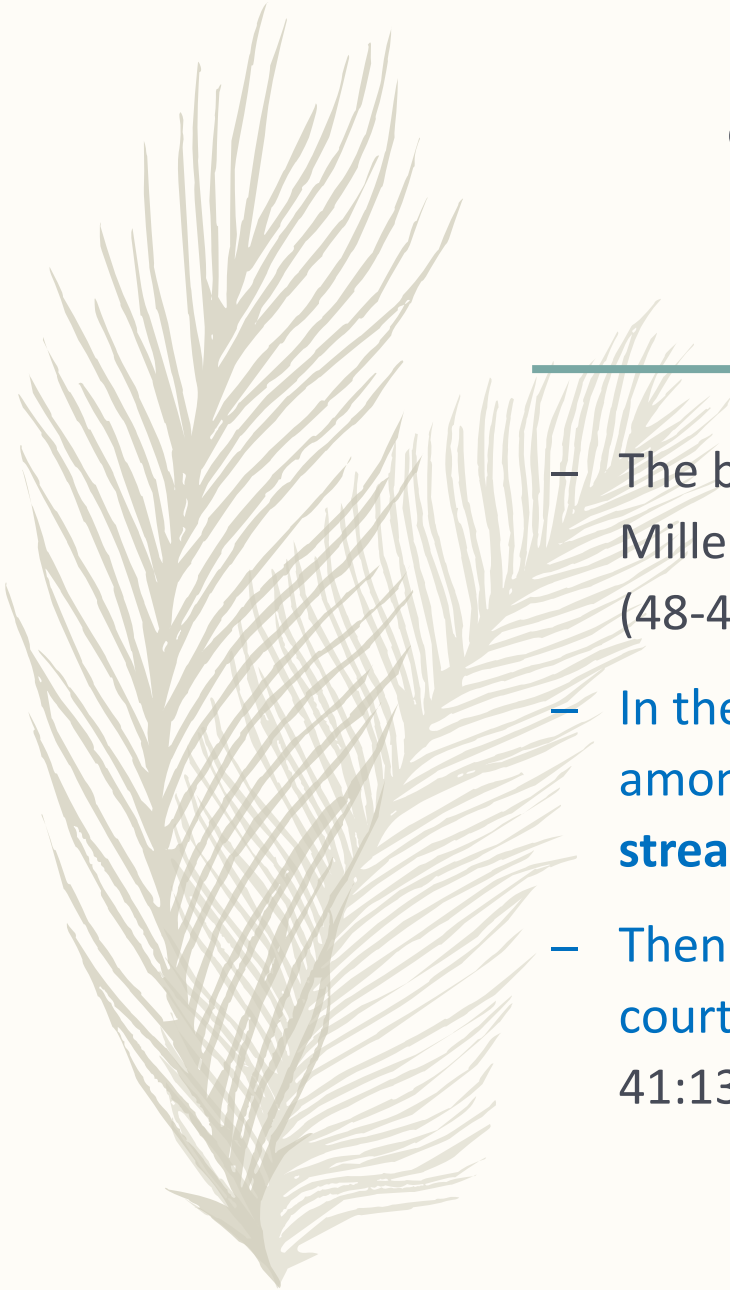 – The b
Mille
(48-4
– In the
amor
strea
– Then
court
41:13